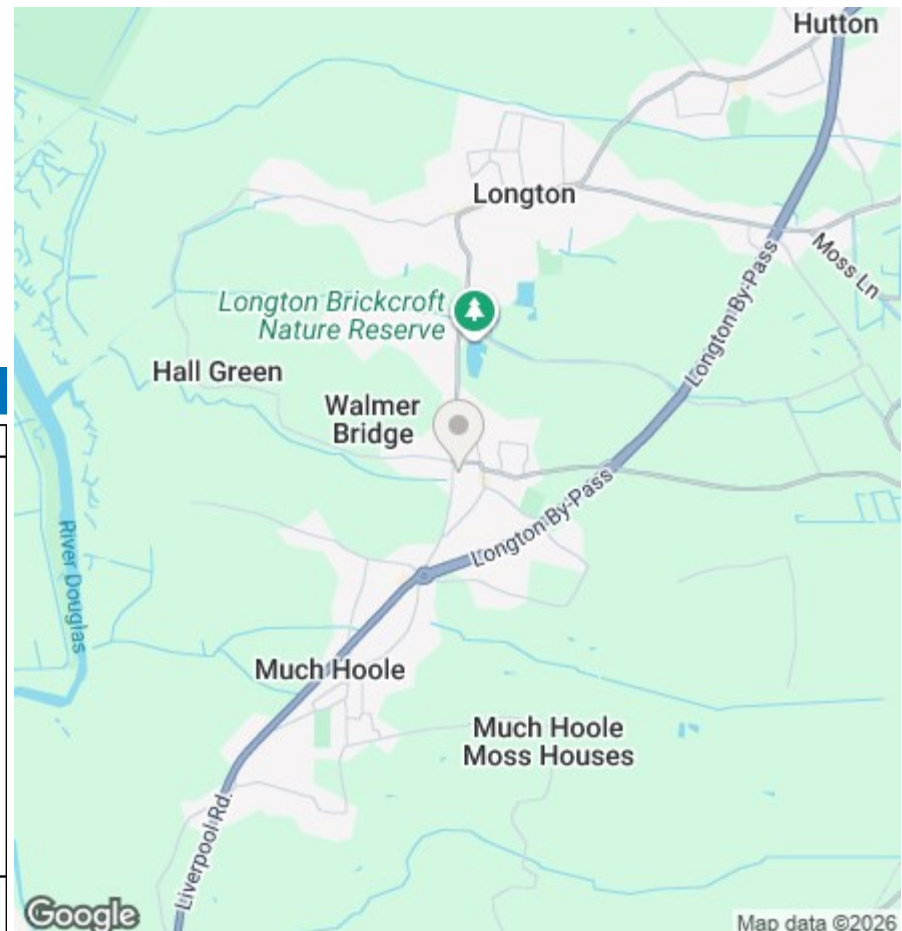 Hutton
Longton
Moss Ln
Longton By-Pass
Longton Brickcroft
Nature Reserve
Hall Green
Walmer
Bridge
Longton By-Pass
River Douglas
Much Hoole
Much Hoole
Moss Houses
Liverpool Rd
Google
Map data ©2026